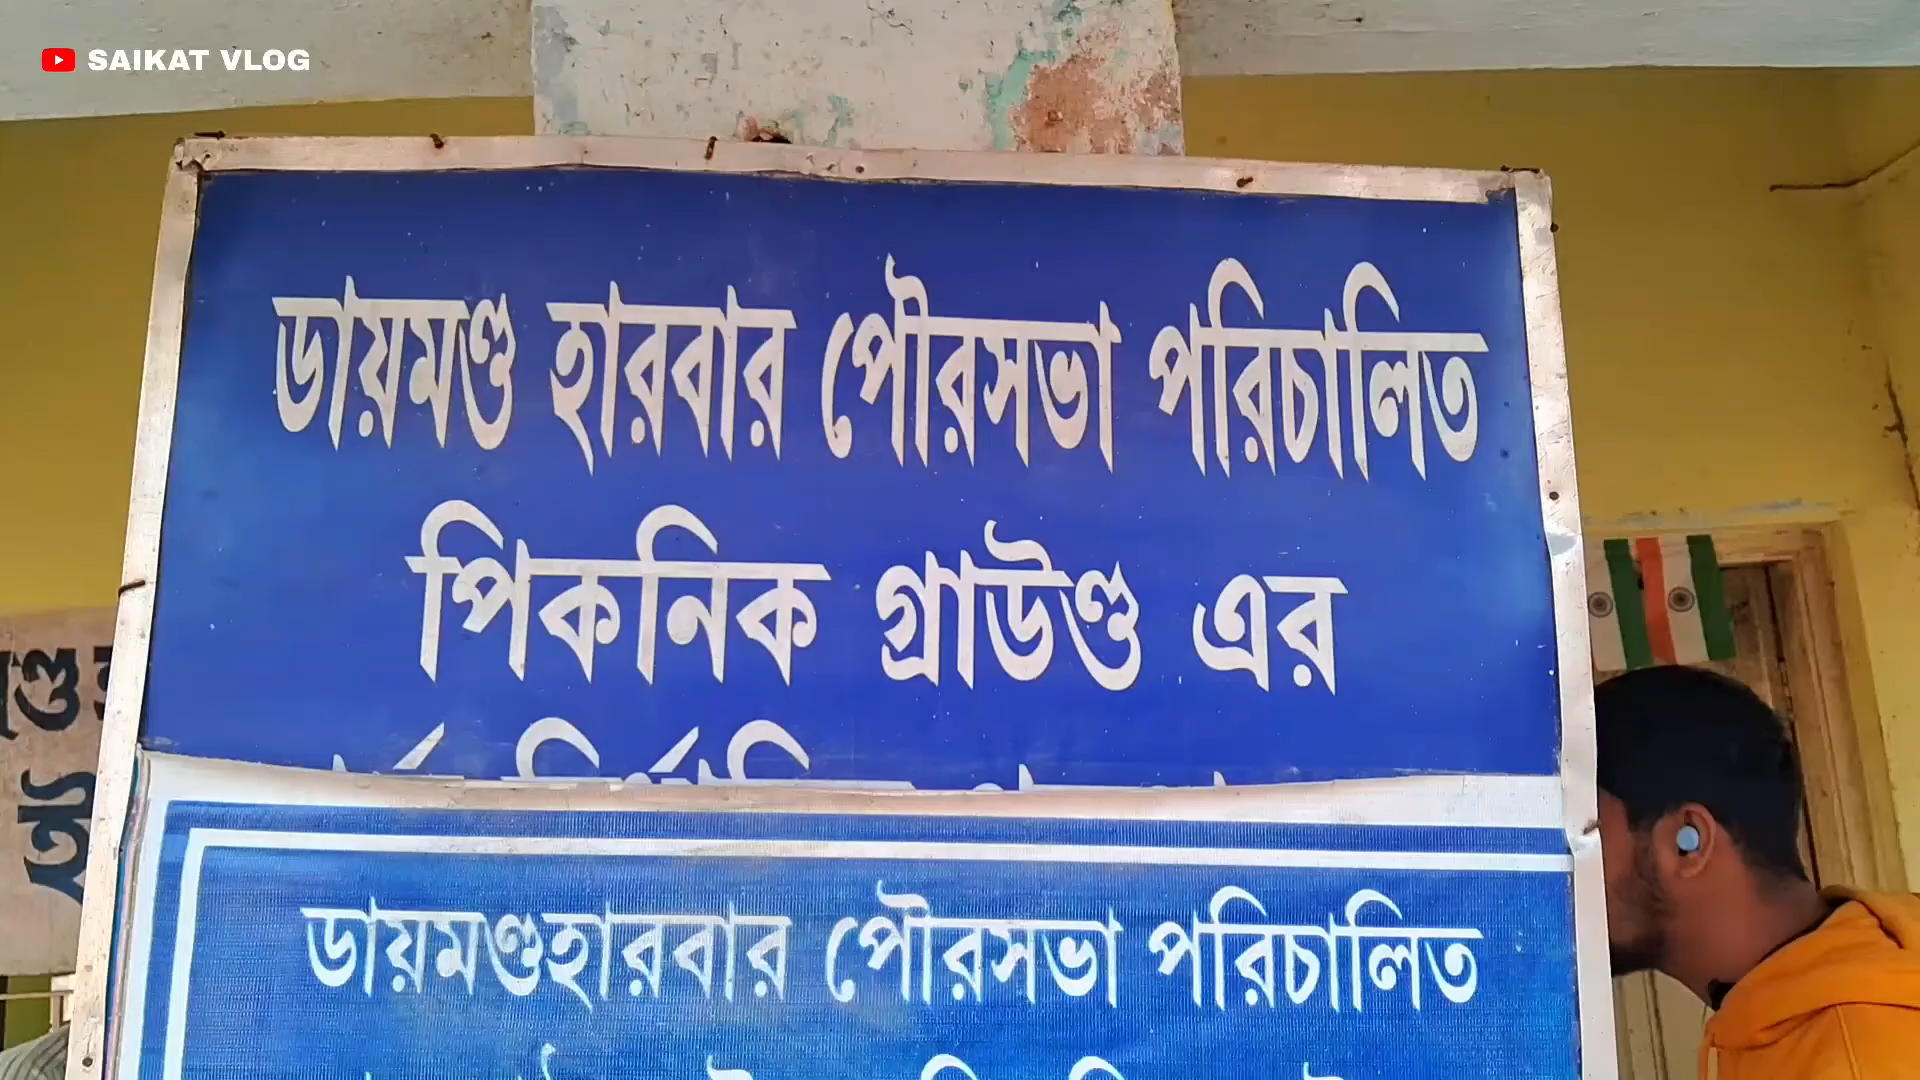 SAIKAT VLOG
ডায়মণ্ড হারবার পৌরসভা পরিচালিত
পিকনিক গ্রাউণ্ড এর
ডায়মণ্ডহারবার পৌরসভা পরিচালিত